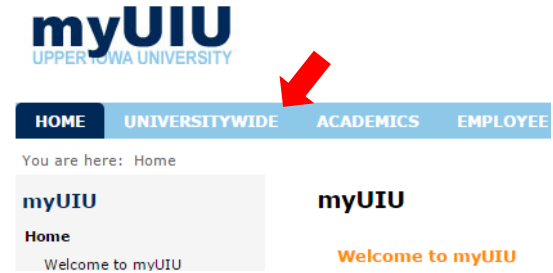 myUIU
UPPER IOWA UNIVERSITY
HOME UNIVERSITYWIDE ACADEMICS EMPLOYEE
You are here: Home
myUIU
myUIU
Home
Welcome to myUIU
Welcome to myUIU